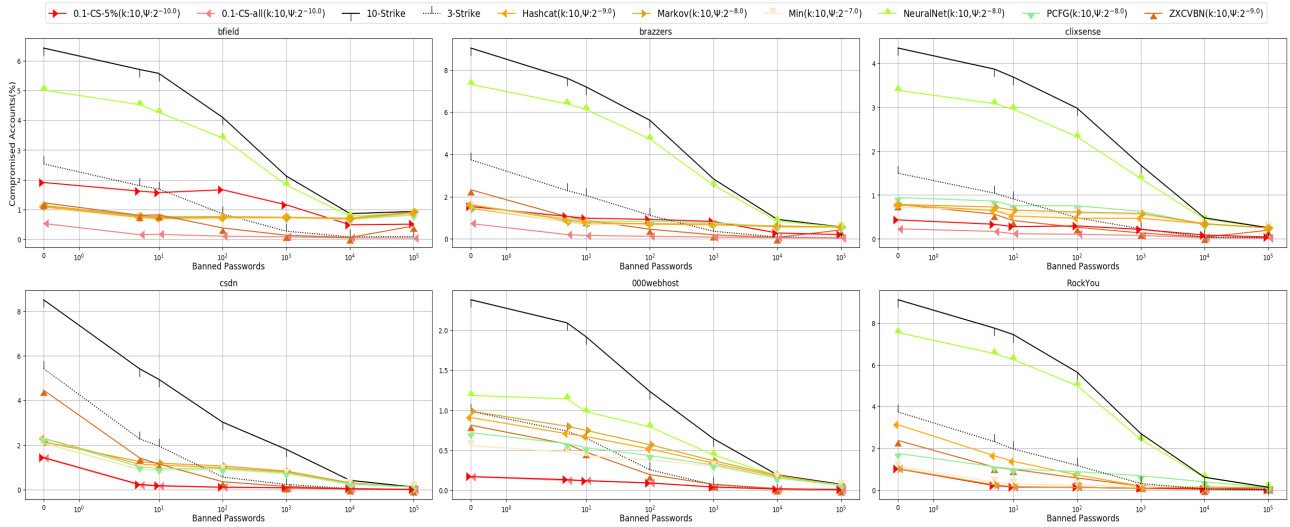 0.1-CS-5%(k:10,Ψ:2^-10.0) 0.1-CS-all(k:10,Ψ:2^-10.0) 10-Strike 3-Strike Hashcat(k:10,Ψ:2^-9.0) Markov(k:10,Ψ:2^-8.0) Min(k:10,Ψ:2^-7.0) NeuralNet(k:10,Ψ:2^-8.0) PCFG(k:10,Ψ:2^-8.0) ZXCVBN(k:10,Ψ:2^-9.0)
bfield
Compromised Accounts(%)
6
5
4
3
2
1
0
0 10^0 10^1 10^2 10^3 10^4 10^5
Banned Passwords
brazzers
8
6
4
2
0
0 10^0 10^1 10^2 10^3 10^4 10^5
Banned Passwords
clixsense
4
3
2
1
0
0 10^0 10^1 10^2 10^3 10^4 10^5
Banned Passwords
csdn
8
6
4
2
0
0 10^0 10^1 10^2 10^3 10^4 10^5
Banned Passwords
000webhost
2.0
1.5
1.0
0.5
0.0
0 10^0 10^1 10^2 10^3 10^4 10^5
Banned Passwords
RockYou
8
6
4
2
0
0 10^0 10^1 10^2 10^3 10^4 10^5
Banned Passwords